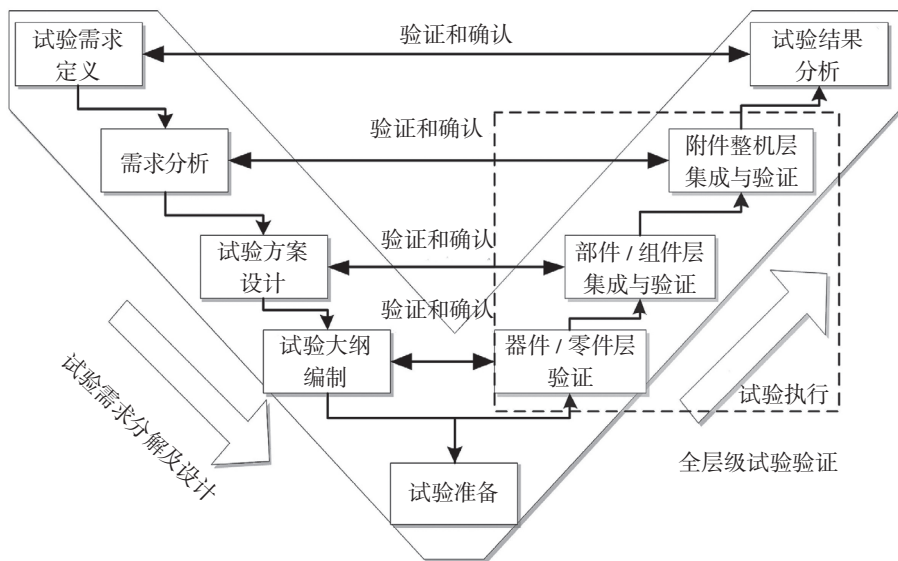 试验需求
定义
验证和确认
试验结果
分析
需求分析
验证和确认
附件整机层
集成与验证
试验方案
设计
验证和确认
部件 / 组件层
集成与验证
试验大纲
编制
验证和确认
器件 / 零件层
验证
试验执行
试验需求分解及设计
全层级试验验证
试验准备